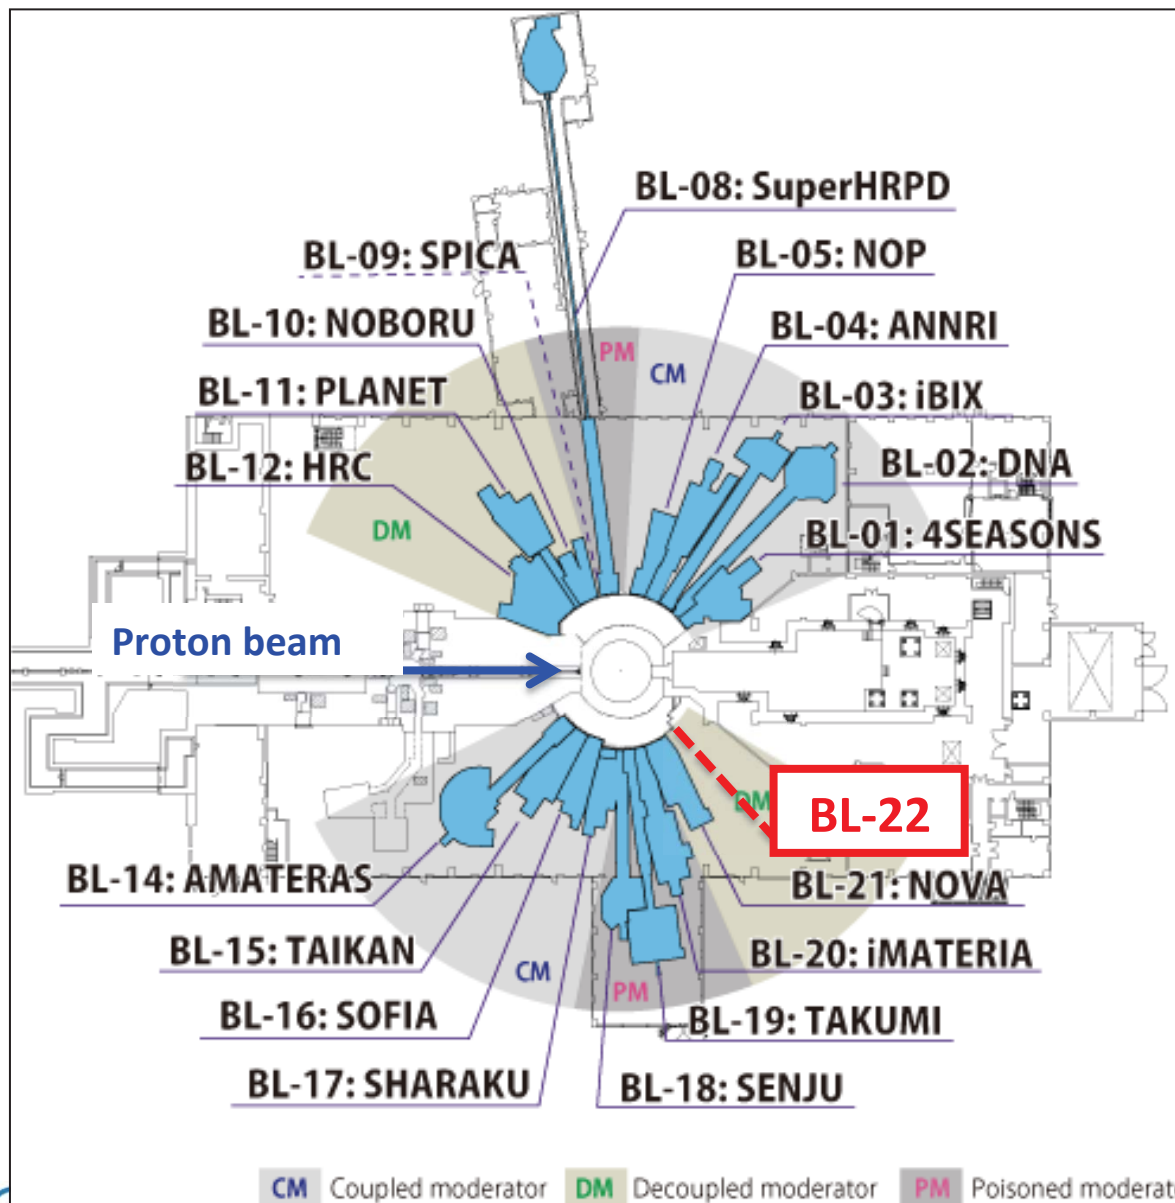 BL-08: SuperHRPD
BL-09: SPICA
BL-05: NOP
BL-10: NOBORU
BL-04: ANNRI
PM
CM
BL-11: PLANET
BL-03: iBIX
BL-12: HRC
BL-02: DNA
DM
BL-01: 4SEASONS
Proton beam
DM
BL-22
BL-14: AMATERAS
BL-21: NOVA
BL-15: TAIKAN
BL-20: iMATERIA
CM
PM
BL-16: SOFIA
BL-19: TAKUMI
BL-17: SHARAKU
BL-18: SENJU
CM Coupled moderator DM Decoupled moderator PM Poisoned moderat